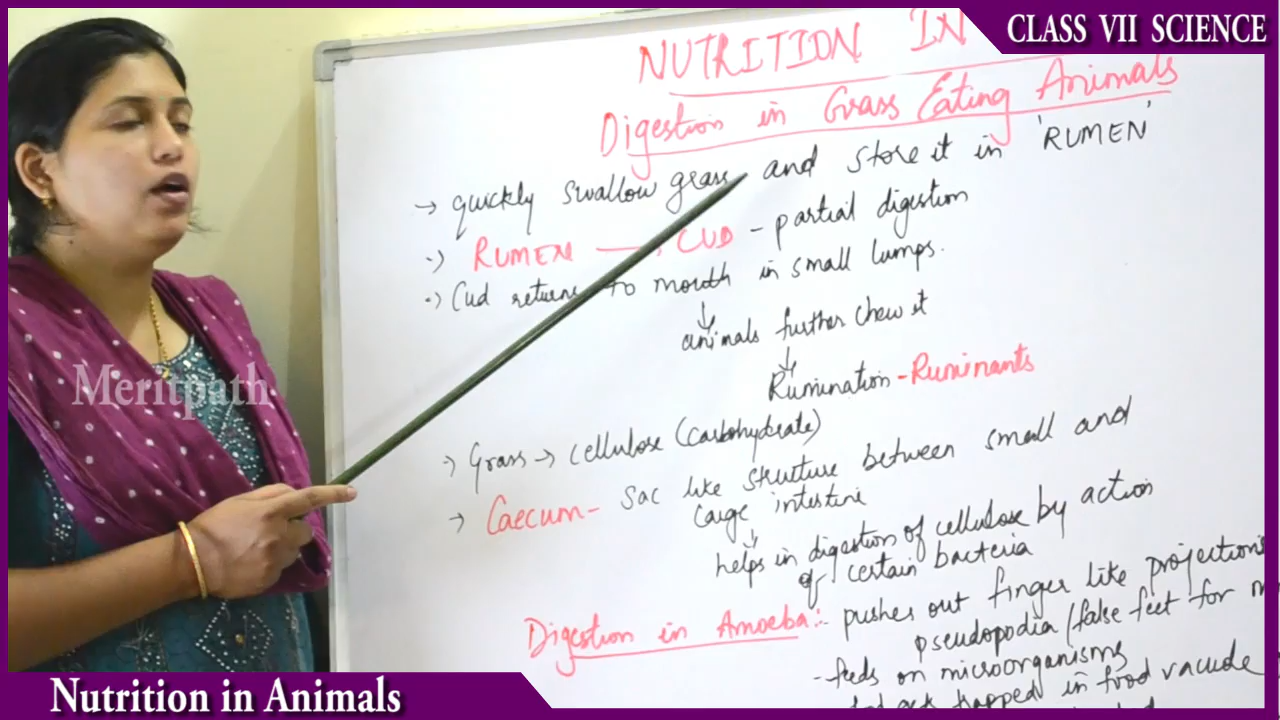 CLASS VII SCIENCE
NUTRITION IN
Digestion in Grass Eating Animals
→ quickly swallow grass and store it in 'RUMEN'
·) RUMEN → CUD - partial digestion
·) Cud returns to mouth in small lumps.
↓
animals further chew it
↓
Rumination - Ruminants
→ Grass → cellulose (carbohydrate)
→ Caecum - Sac like structure between small and
large intestine
↓
helps in digestion of cellulose by action
of certain bacteria
Digestion in Amoeba :- pushes out finger like projections
pseudopodia / false feet for
- feeds on microorganisms
trapped in food vacuole
Meritpath
Nutrition in Animals